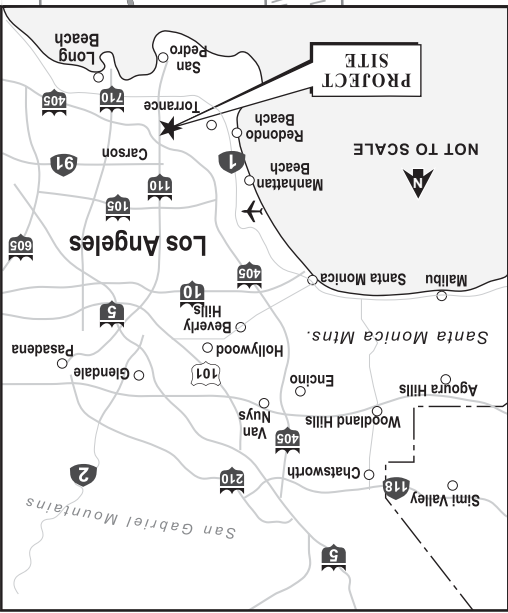 5
San Gabriel Mountains
Simi Valley
118
Chatsworth
210
2
405
Van
Nuys
Woodland Hills
Agoura Hills
Encino
101
Glendale
Hollywood
Pasadena
Santa Monica Mtns.
Beverly
Hills
5
10
Malibu
Santa Monica
405
Los Angeles
605
N
NOT TO SCALE
Manhattan
Beach
105
110
1
Carson
91
Redondo
Beach
Torrance
PROJECT
SITE
710
405
San
Pedro
Long
Beach